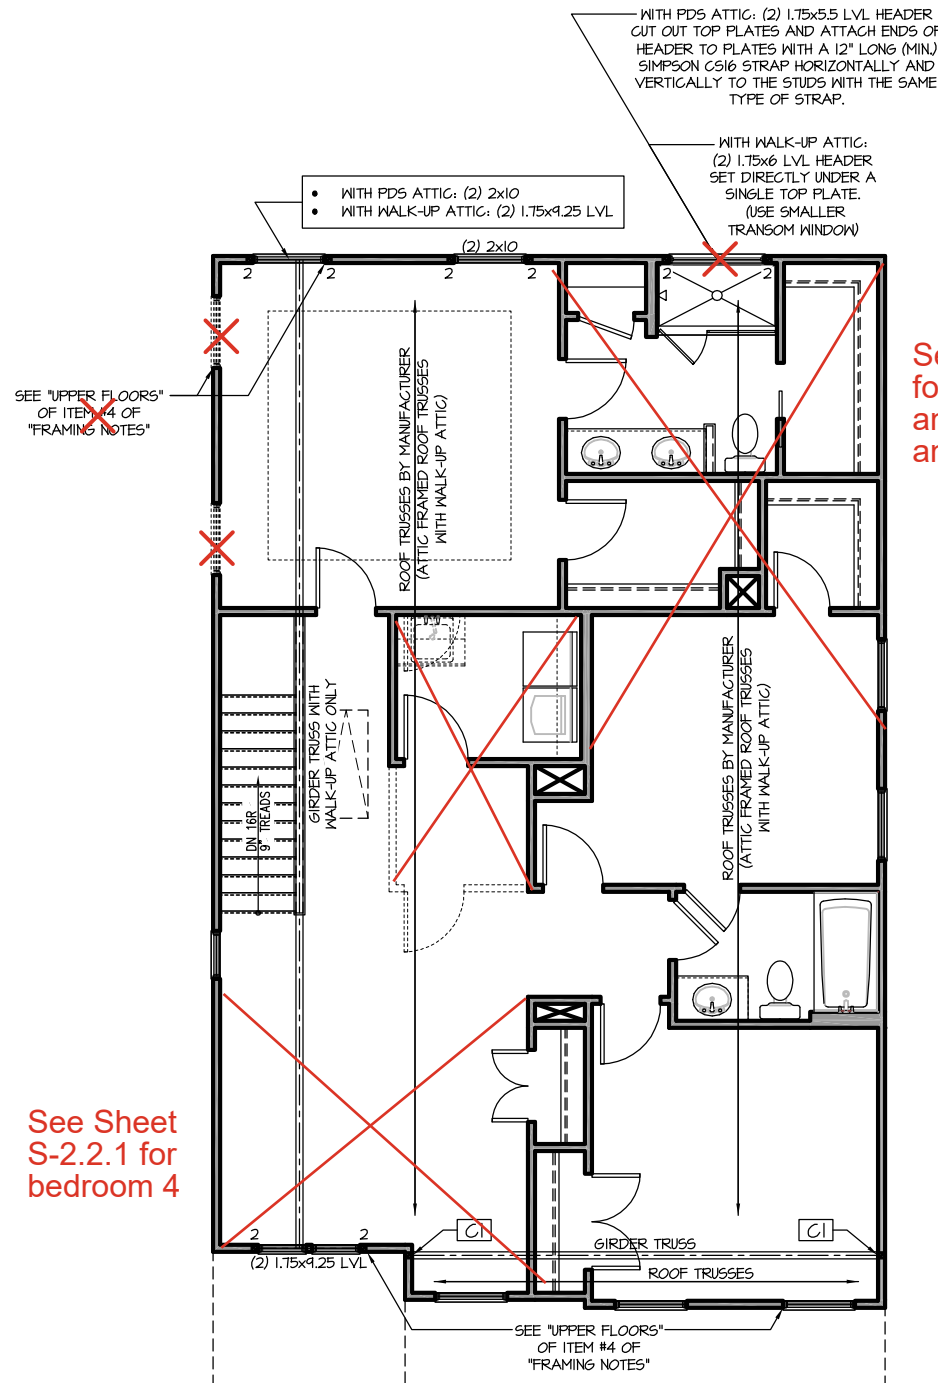 WITH PDS ATTIC: (2) 1.75x5.5 LVL HEADER
CUT OUT TOP PLATES AND ATTACH ENDS OF
HEADER TO PLATES WITH A 12" LONG (MIN.)
SIMPSON CS16 STRAP HORIZONTALLY AND
VERTICALLY TO THE STUDS WITH THE SAME
TYPE OF STRAP.
WITH WALK-UP ATTIC:
(2) 1.75x6 LVL HEADER
SET DIRECTLY UNDER A
SINGLE TOP PLATE.
(USE SMALLER
TRANSOM WINDOW)
• WITH PDS ATTIC: (2) 2x10
• WITH WALK-UP ATTIC: (2) 1.75x9.25 LVL
(2) 2x10
2
2
2
2
2
2
SEE "UPPER FLOORS"
OF ITEM #4 OF
"FRAMING NOTES"
ROOF TRUSSES BY MANUFACTURER
(ATTIC FRAMED ROOF TRUSSES
WITH WALK-UP ATTIC)
GIRDER TRUSS WITH
WALK-UP ATTIC ONLY
DN 16R
9" TREADS
ROOF TRUSSES BY MANUFACTURER
(ATTIC FRAMED ROOF TRUSSES
WITH WALK-UP ATTIC)
See Sheet
S-2.2.1 for
bedroom 4
2
2
(2) 1.75x9.25 LVL
C1
C1
GIRDER TRUSS
ROOF TRUSSES
SEE "UPPER FLOORS"
OF ITEM #4 OF
"FRAMING NOTES"